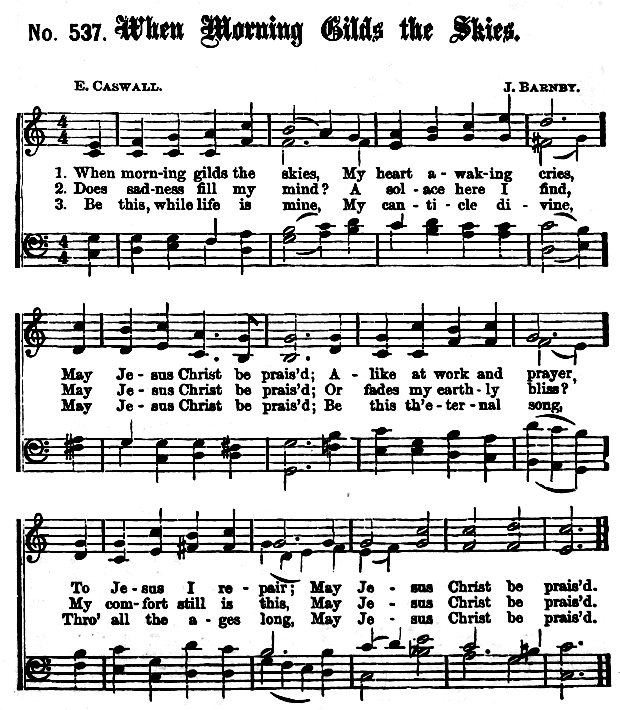 No. 537. When Morning Gilds the Skies.
E. CASWALL. J. BARNBY.
1. When morn-ing gilds the skies, My heart a - wak-ing cries,
2. Does sad-ness fill my mind? A sol - ace here I find,
3. Be this, while life is mine, My can - ti - cle di - vine,
May Je - sus Christ be prais'd; A - like at work and prayer,
May Je - sus Christ be prais'd; Or fades my earth - ly bliss?
May Je - sus Christ be prais'd; Be this th'e - ter - nal song,
To Je - sus I re - pair; May Je - sus Christ be prais'd.
My com-fort still is this, May Je - sus Christ be prais'd.
Thro' all the a - ges long, May Je - sus Christ be prais'd.